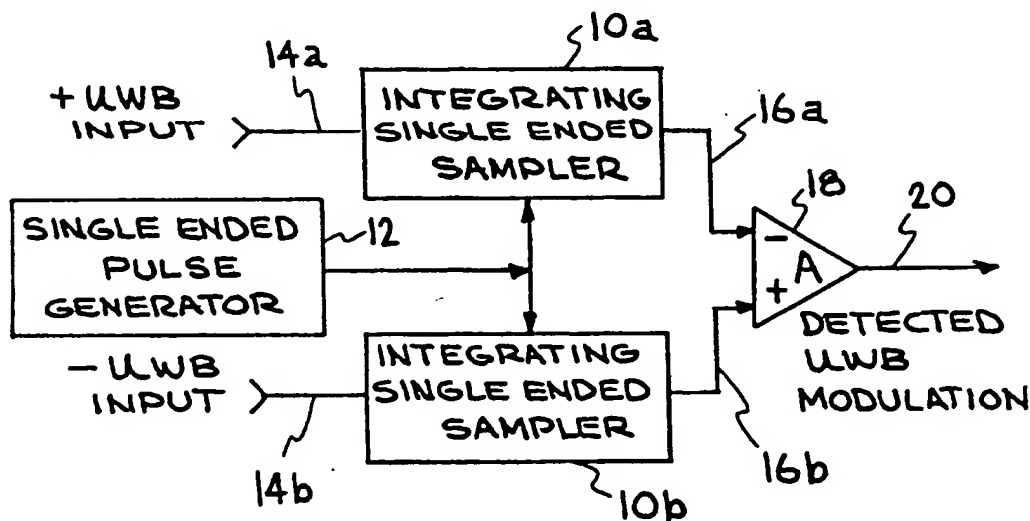 10a
14a
+ UWB
INPUT
INTEGRATING
SINGLE ENDED
SAMPLER
16a
18
20
SINGLE ENDED
PULSE
GENERATOR
12
−
A
+
− UWB
INPUT
INTEGRATING
SINGLE ENDED
SAMPLER
DETECTED
UWB
MODULATION
14b
10b
16b